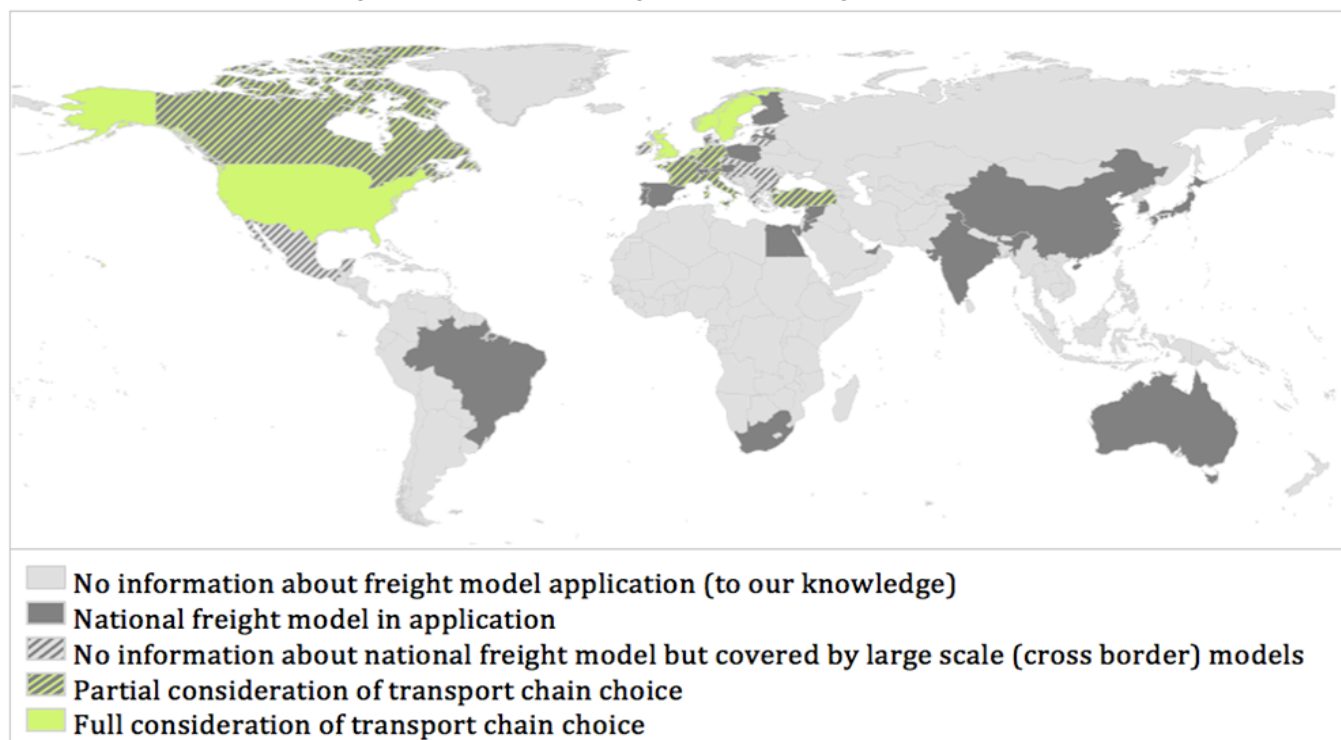 No information about freight model application (to our knowledge)
National freight model in application
No information about national freight model but covered by large scale (cross border) models
Partial consideration of transport chain choice
Full consideration of transport chain choice